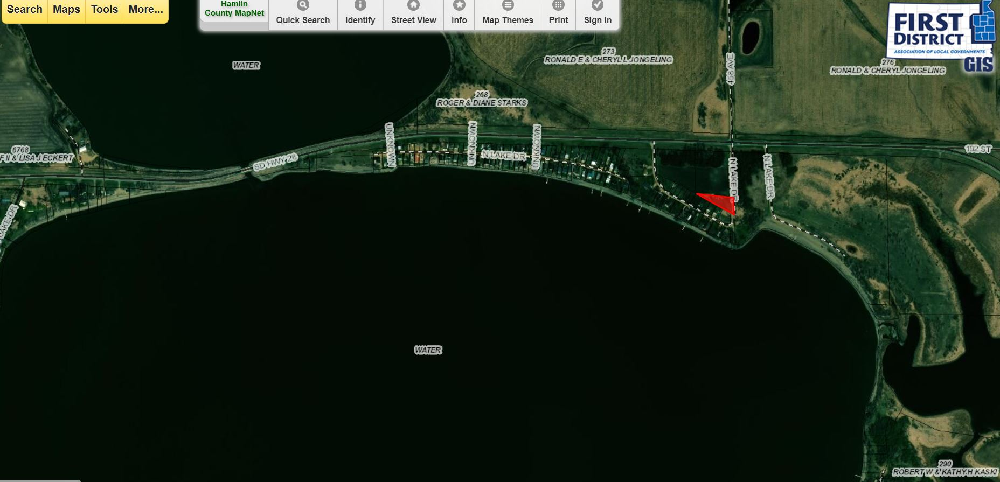 Search Maps Tools More...
Hamlin
County MapNet
Quick Search Identify Street View Info Map Themes Print Sign In
FIRST
DISTRICT
ASSOCIATION OF LOCAL GOVERNMENTS
GIS
WATER
273
RONALD E & CHERYL L JONGELING
458 AVE
276
RONALD & CHERYL JONGELING
268
ROGER & DIANE STARKS
UNKNOWN
UNKNOWN
UNKNOWN
6768
F II & LISA J ECKERT
SD HWY 28
N LAKE DR
192 ST
N LAKE DR
N LAKE DR
LAKE DR
WATER
290
ROBERT W & KATHY H KASKI